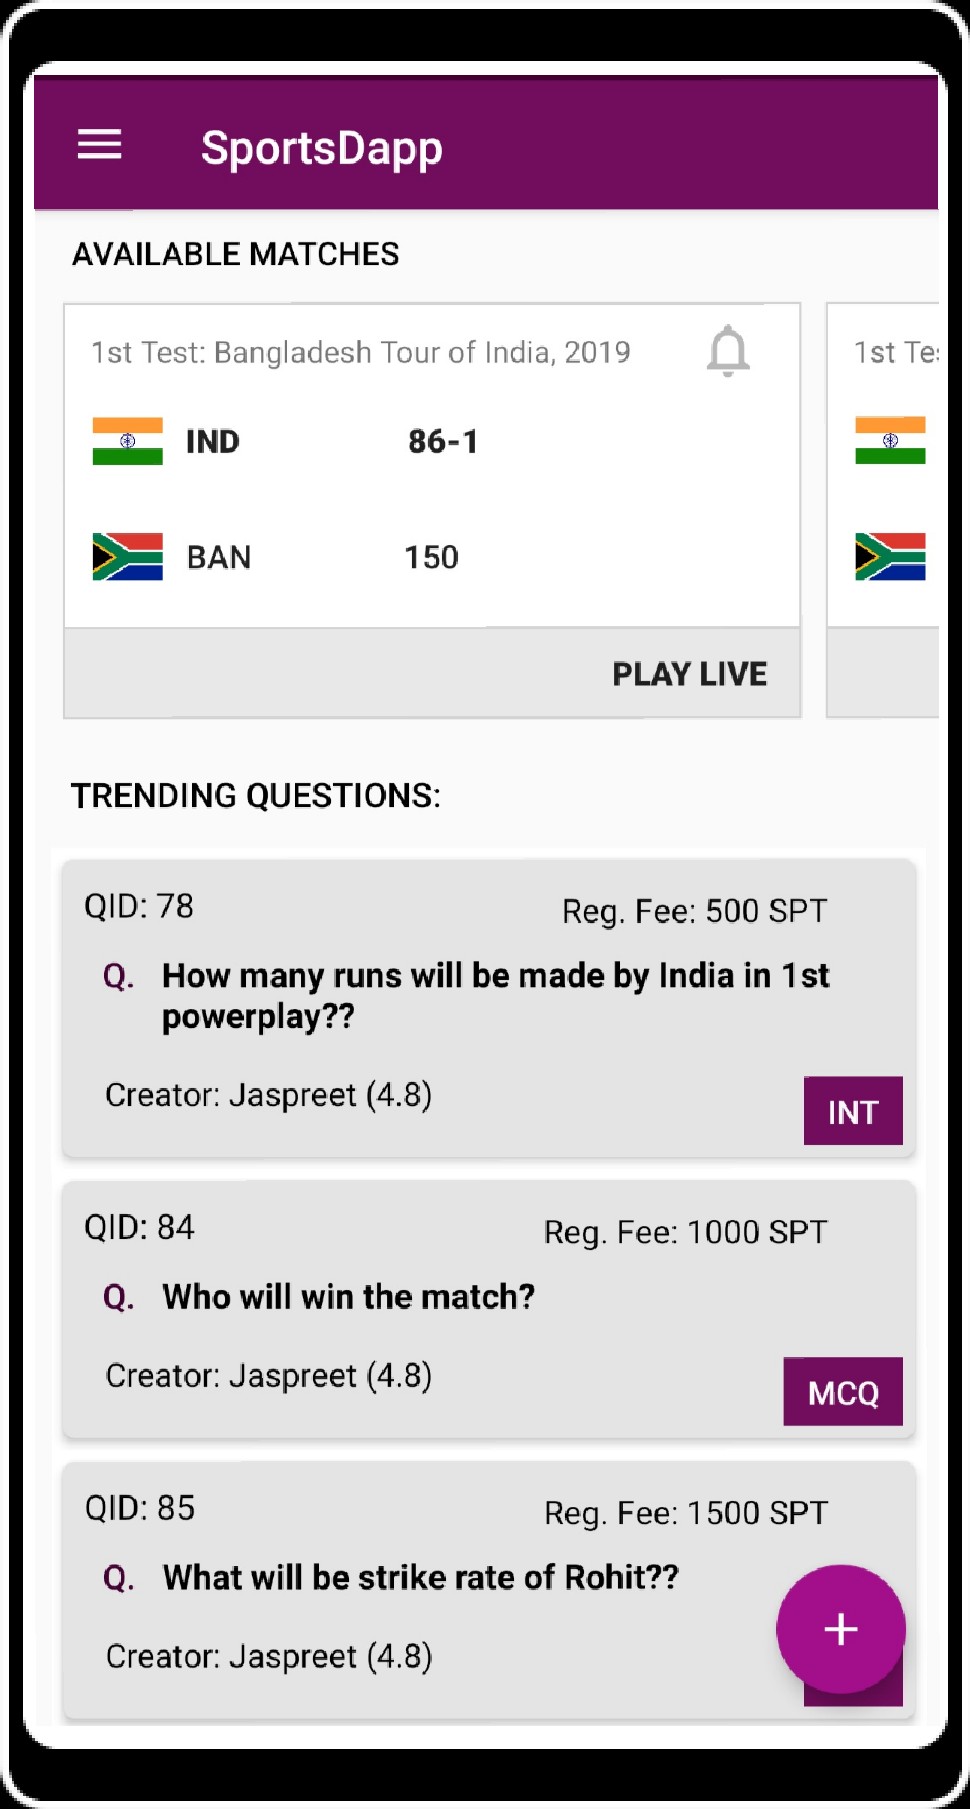 SportsDapp
AVAILABLE MATCHES
1st Test: Bangladesh Tour of India, 2019
1st Te
IND 86-1
BAN 150
PLAY LIVE
TRENDING QUESTIONS:
QID: 78
Reg. Fee: 500 SPT
Q. How many runs will be made by India in 1st
powerplay??
Creator: Jaspreet (4.8)
INT
QID: 84
Reg. Fee: 1000 SPT
Q. Who will win the match?
Creator: Jaspreet (4.8)
MCQ
QID: 85
Reg. Fee: 1500 SPT
Q. What will be strike rate of Rohit??
Creator: Jaspreet (4.8)
+